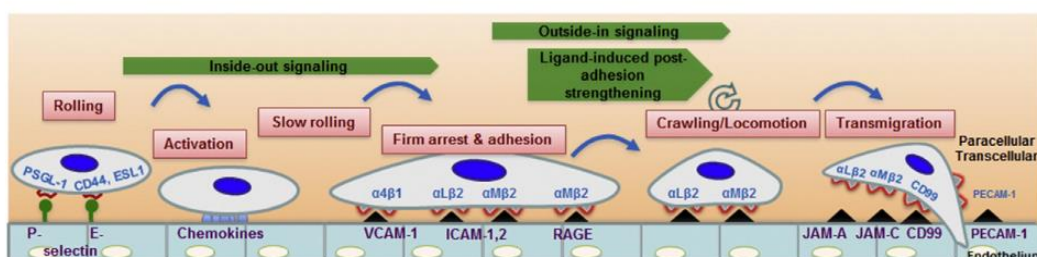 Outside-in signaling
Inside-out signaling
Ligand-induced post-
adhesion
strengthening
Rolling
Activation
Slow rolling
Firm arrest & adhesion
Crawling/Locomotion
Transmigration
Paracellular
Transcellular
PSGL-1 CD44, ESL1
α4β1 αLβ2 αMβ2 αMβ2
αLβ2 αMβ2
αLβ2 αMβ2 CD99
PECAM-1
P- E-
selectin
Chemokines
VCAM-1 ICAM-1,2 RAGE
JAM-A JAM-C CD99 PECAM-1
Endothelium